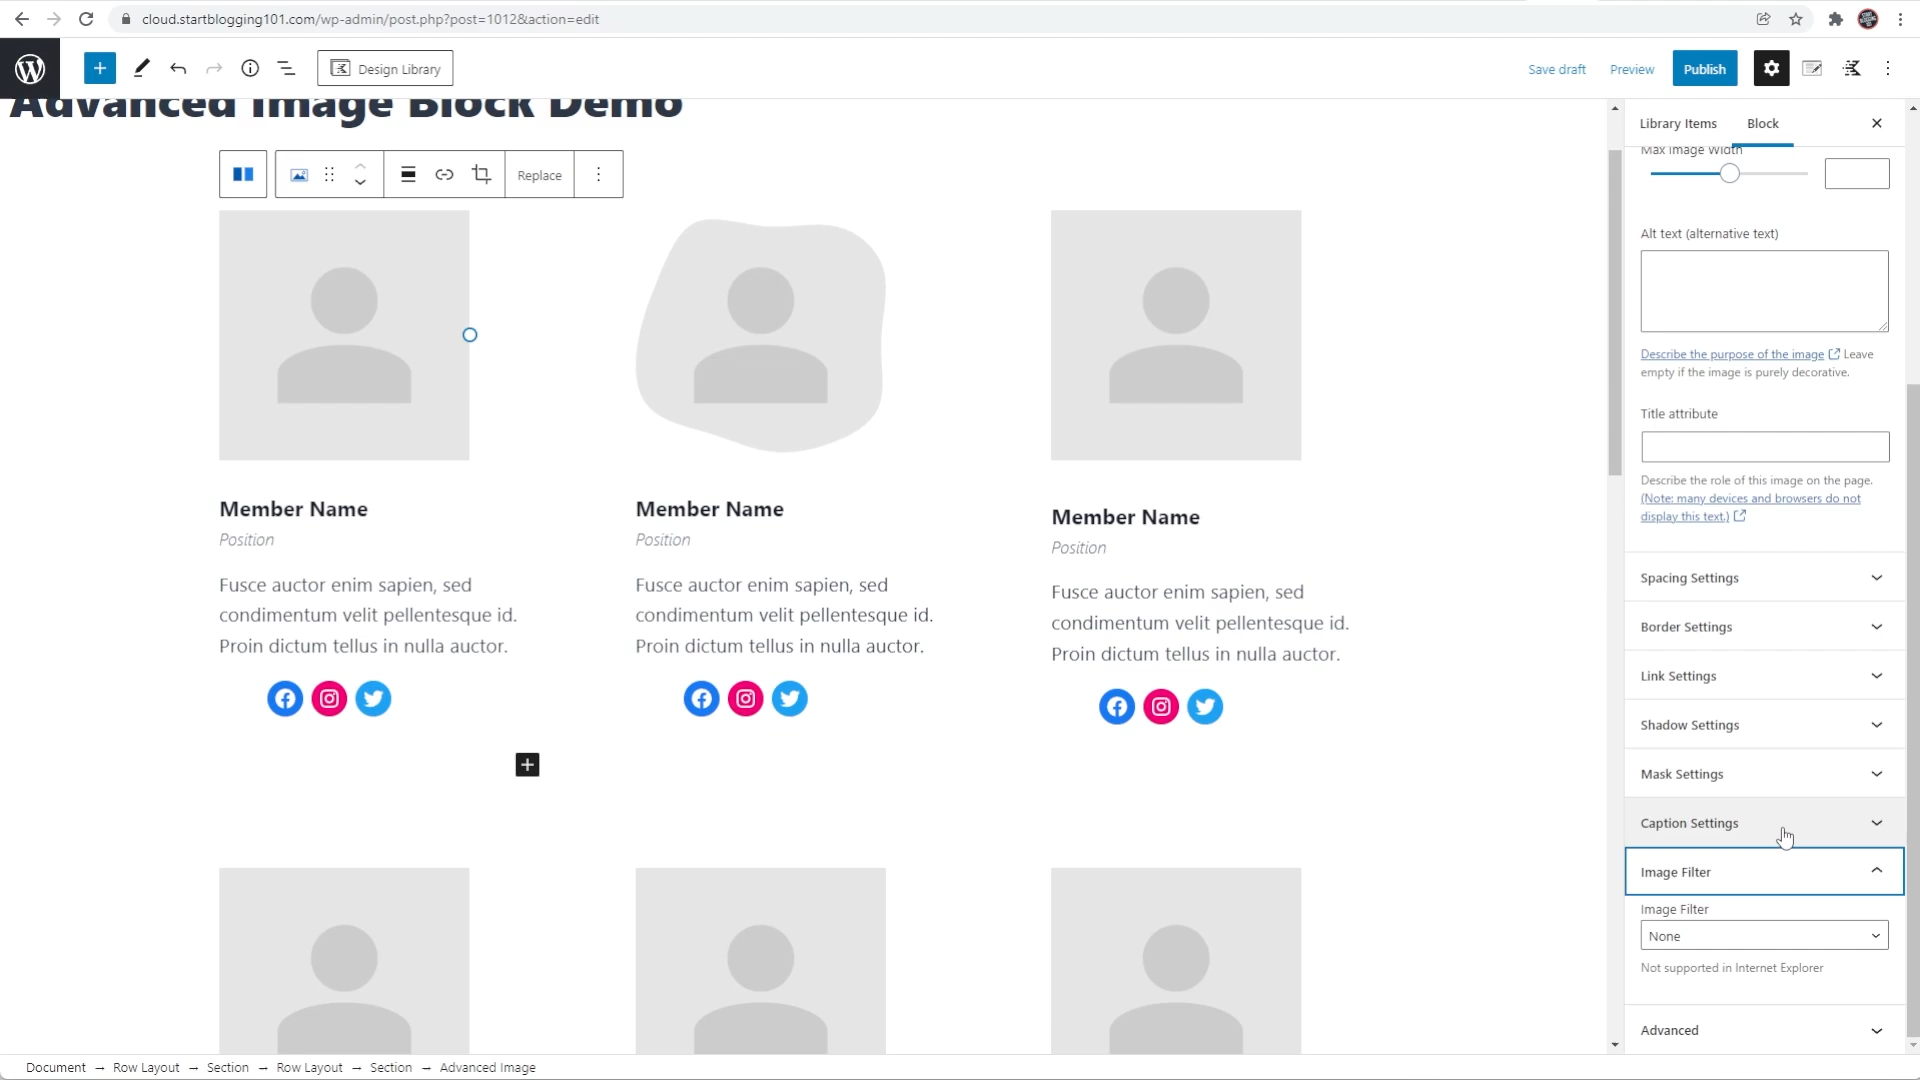 cloud.startblogging101.com/wp-admin/post.php?post=1012&action=edit
Design Library
Save draft
Preview
Publish
Advanced Image Block Demo
Replace
Member Name
Position
Fusce auctor enim sapien, sed
condimentum velit pellentesque id.
Proin dictum tellus in nulla auctor.
Member Name
Position
Fusce auctor enim sapien, sed
condimentum velit pellentesque id.
Proin dictum tellus in nulla auctor.
Member Name
Position
Fusce auctor enim sapien, sed
condimentum velit pellentesque id.
Proin dictum tellus in nulla auctor.
Library Items
Block
Max Image Width
Alt text (alternative text)
Describe the purpose of the image Leave
empty if the image is purely decorative.
Title attribute
Describe the role of this image on the page.
(Note: many devices and browsers do not
display this text.)
Spacing Settings
Border Settings
Link Settings
Shadow Settings
Mask Settings
Caption Settings
Image Filter
Image Filter
None
Not supported in Internet Explorer
Advanced
Document → Row Layout → Section → Row Layout → Section → Advanced Image